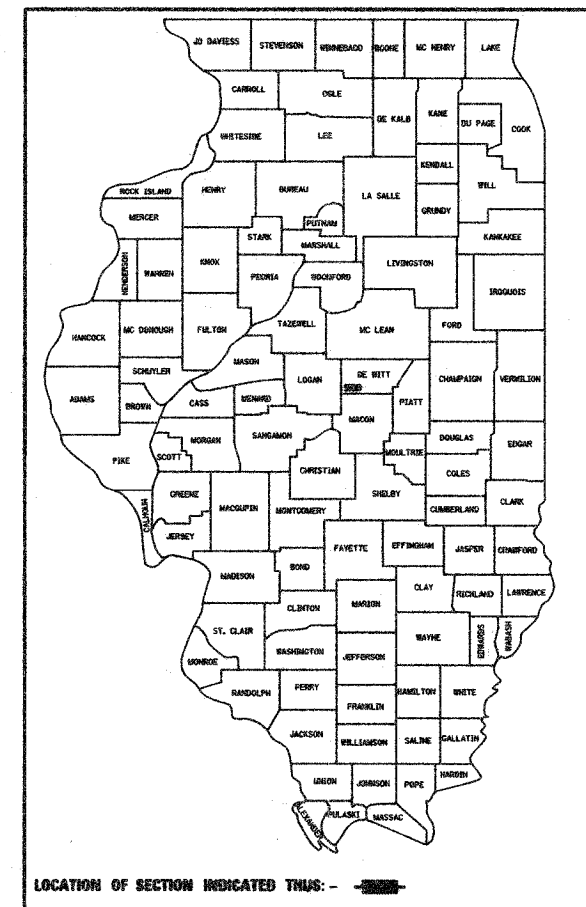 JO DAVIESS STEVENSON WINNEBAGO BOONE MC HENRY LAKE
CARROLL OGLE DE KALB KANE DU PAGE COOK
WHITESIDE LEE KENDALL WILL
ROCK ISLAND HENRY BUREAU LA SALLE GRUNDY
MERCER PUTNAM KANKAKEE
HENDERSON WARREN KNOX STARK MARSHALL LIVINGSTON
PEORIA WOODFORD IROQUOIS
HANCOCK MC DONOUGH FULTON TAZEWELL MC LEAN FORD
SCHUYLER MASON LOGAN DE WITT CHAMPAIGN VERMILION
ADAMS BROWN CASS MENARD PIATT
MACON
PIKE SCOTT MORGAN SANGAMON MOULTRIE DOUGLAS EDGAR
CHRISTIAN COLES
CALHOUN GREENE MACOUPIN MONTGOMERY SHELBY CUMBERLAND CLARK
JERSEY FAYETTE EFFINGHAM JASPER CRAWFORD
MADISON BOND
CLINTON MARION CLAY RICHLAND LAWRENCE
ST. CLAIR WASHINGTON WAYNE EDWARDS WABASH
MONROE JEFFERSON
RANDOLPH PERRY HAMILTON WHITE
FRANKLIN
JACKSON WILLIAMSON SALINE GALLATIN
UNION JOHNSON POPE HARDIN
ALEXANDER PULASKI MASSAC
LOCATION OF SECTION INDICATED THUS: -